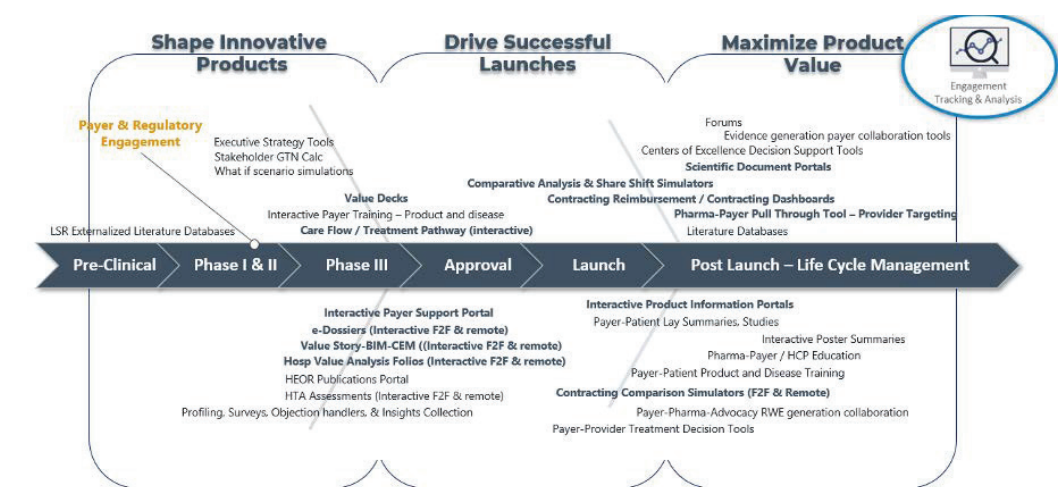 Shape Innovative
Products
Drive Successful
Launches
Maximize Product
Value
Engagement
Tracking & Analysis
Payer & Regulatory
Engagement
Executive Strategy Tools
Stakeholder GTN Calc
What if scenario simulations
Forums
Evidence generation payer collaboration tools
Centers of Excellence Decision Support Tools
Scientific Document Portals
Comparative Analysis & Share Shift Simulators
Value Decks
Contracting Reimbursement / Contracting Dashboards
Interactive Payer Training – Product and disease
Pharma-Payer Pull Through Tool – Provider Targeting
LSR Externalized Literature Databases
Care Flow / Treatment Pathway (interactive)
Literature Databases
Pre-Clinical
Phase I & II
Phase III
Approval
Launch
Post Launch – Life Cycle Management
Interactive Payer Support Portal
e-Dossiers (Interactive F2F & remote)
Value Story-BIM-CEM ((Interactive F2F & remote)
Hosp Value Analysis Folios (Interactive F2F & remote)
HEOR Publications Portal
HTA Assessments (Interactive F2F & remote)
Profiling, Surveys, Objection handlers, & Insights Collection
Interactive Product Information Portals
Payer-Patient Lay Summaries, Studies
Interactive Poster Summaries
Pharma-Payer / HCP Education
Payer-Patient Product and Disease Training
Contracting Comparison Simulators (F2F & Remote)
Payer-Pharma-Advocacy RWE generation collaboration
Payer-Provider Treatment Decision Tools